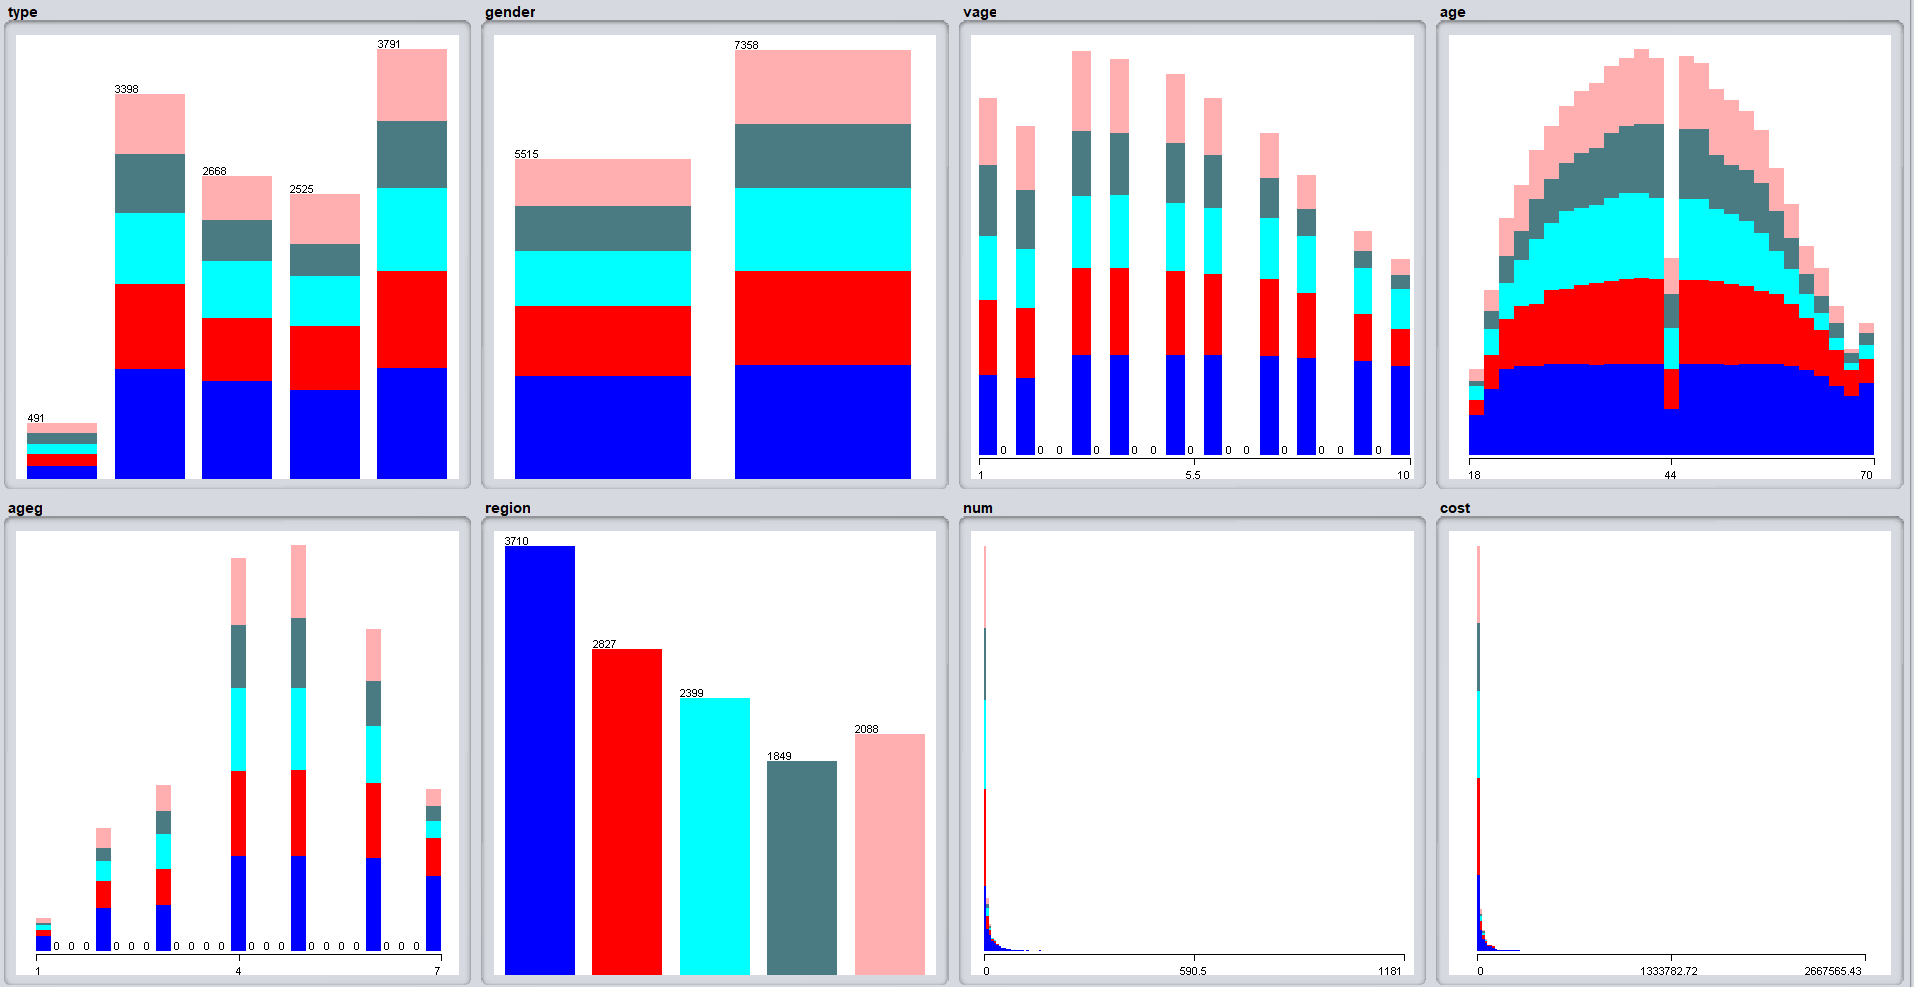 type
3791
3398
2668
2525
491
gender
7358
5515
vage
0 0 0 0 0 0 0 0 0 0 0 0 0
1 5.5 10
age
18 44 70
ageg
0 0 0 0 0 0 0 0 0 0 0 0 0 0 0 0 0 0 0 0
1 4 7
region
3710
2827
2399
2088
1849
num
0 590.5 1181
cost
0 1333782.72 2667565.43